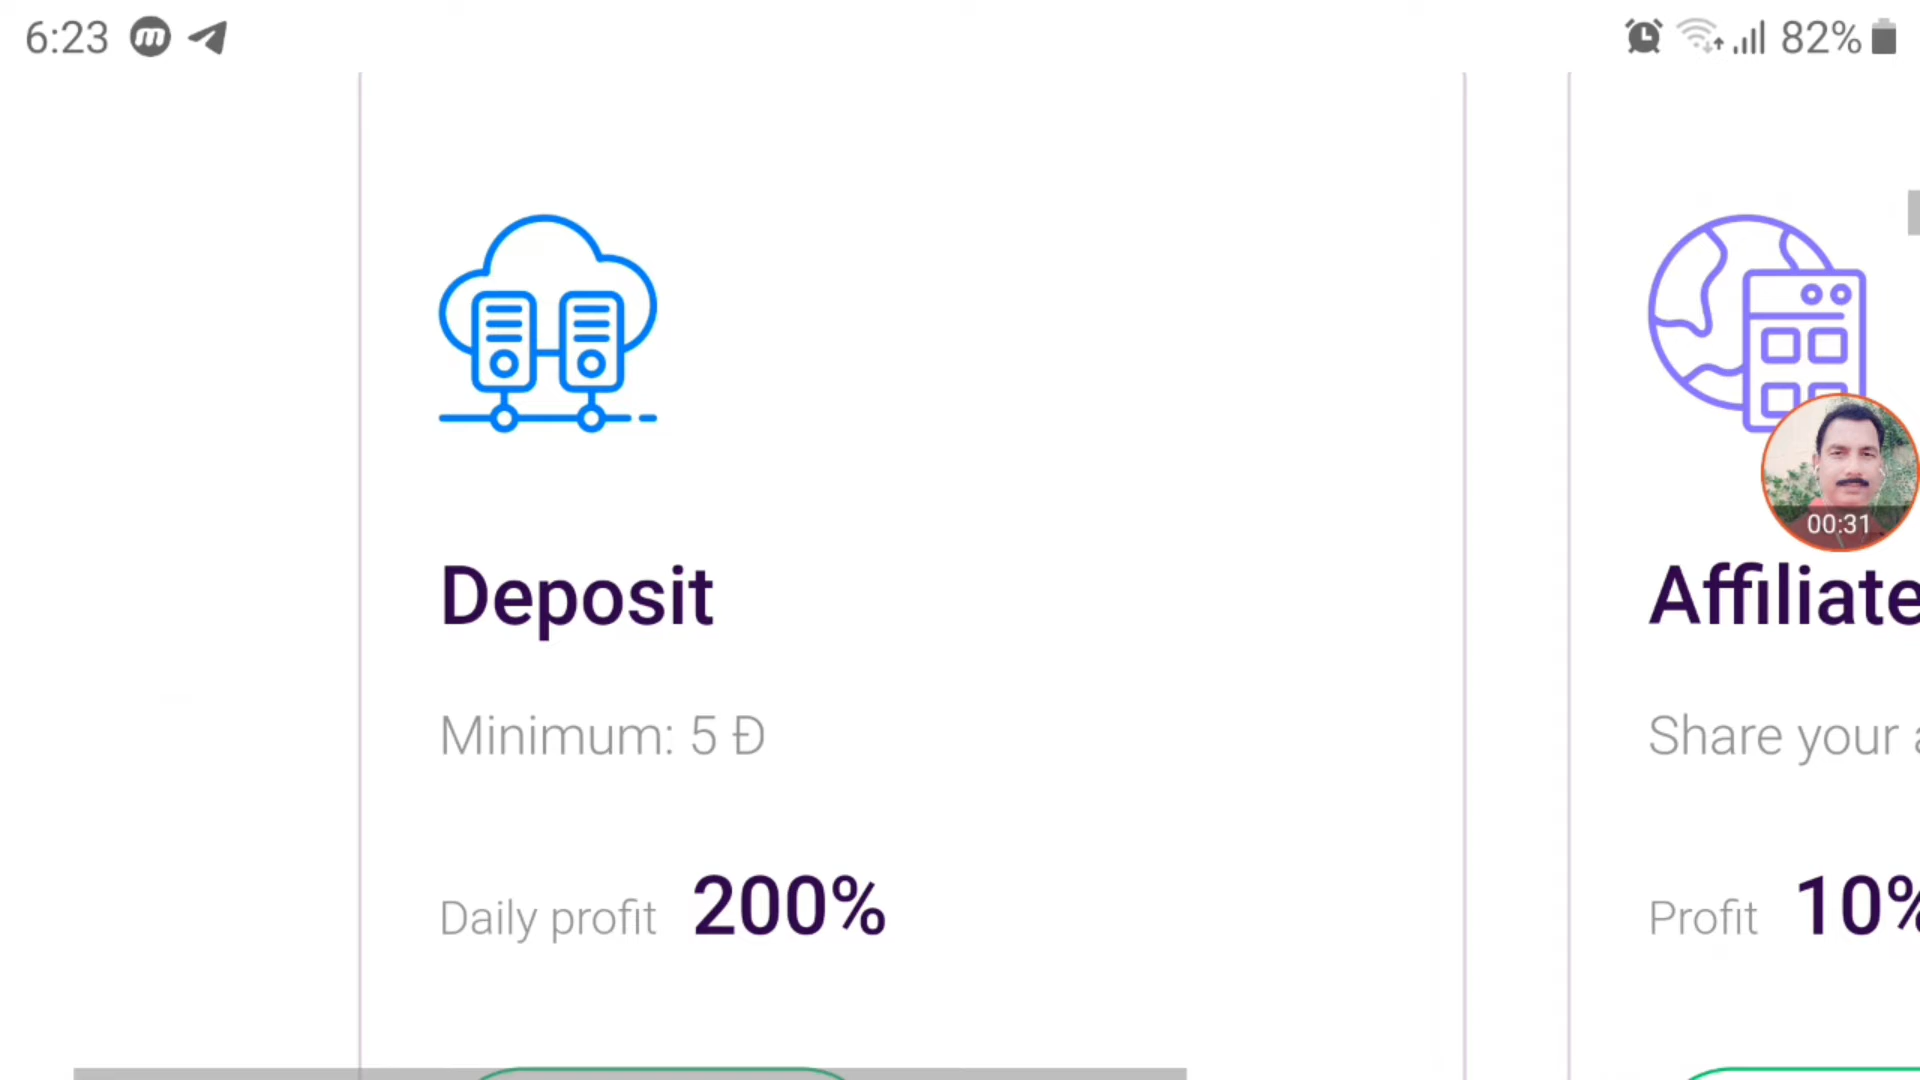 6:23
82%
00:31
Deposit
Affiliate
Minimum: 5 Ð
Share your
Daily profit 200%
Profit 10%